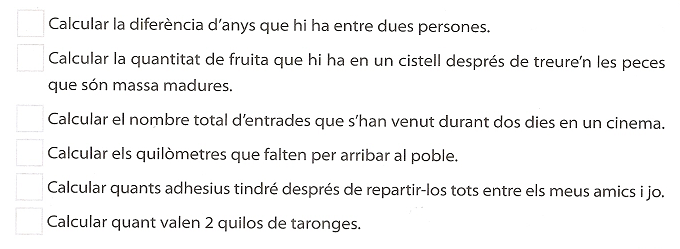 Calcular la diferència d'anys que hi ha entre dues persones.
Calcular la quantitat de fruita que hi ha en un cistell després de treure'n les peces
que són massa madures.
Calcular el nombre total d'entrades que s'han venut durant dos dies en un cinema.
Calcular els quilòmetres que falten per arribar al poble.
Calcular quants adhesius tindré després de repartir-los tots entre els meus amics i jo.
Calcular quant valen 2 quilos de taronges.